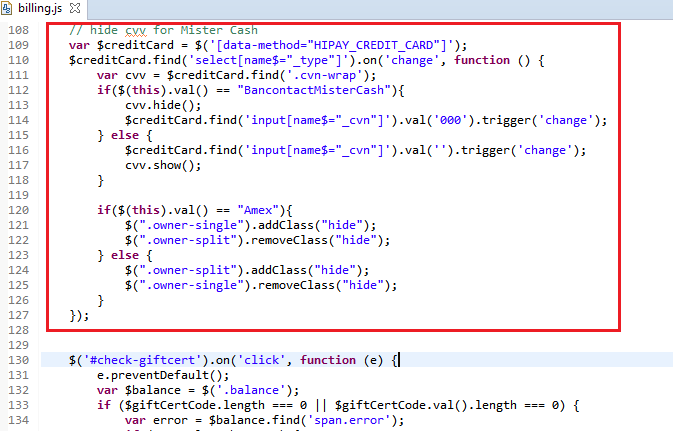 billing.js
108 // hide cvv for Mister Cash
109 var $creditCard = $('[data-method="HIPAY_CREDIT_CARD"]');
110 $creditCard.find('select[name$="_type"]').on('change', function () {
111 var cvv = $creditCard.find('.cvn-wrap');
112 if($(this).val() == "BancontactMisterCash"){
113 cvv.hide();
114 $creditCard.find('input[name$="_cvn"]').val('000').trigger('change');
115 } else {
116 $creditCard.find('input[name$="_cvn"]').val('').trigger('change');
117 cvv.show();
118 }
119
120 if($(this).val() == "Amex"){
121 $(".owner-single").addClass("hide");
122 $(".owner-split").removeClass("hide");
123 } else {
124 $(".owner-split").addClass("hide");
125 $(".owner-single").removeClass("hide");
126 }
127 });
128
129
130 $('#check-giftcert').on('click', function (e) {
131 e.preventDefault();
132 var $balance = $('.balance');
133 if ($giftCertCode.length === 0 || $giftCertCode.val().length === 0) {
134 var error = $balance.find('span.error');